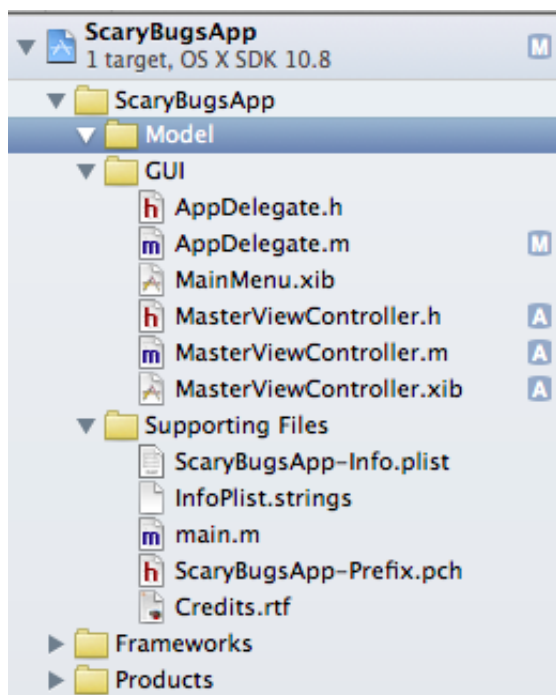 ScaryBugsApp
1 target, OS X SDK 10.8 M
ScaryBugsApp
Model
GUI
h AppDelegate.h
m AppDelegate.m M
MainMenu.xib
h MasterViewController.h A
m MasterViewController.m A
MasterViewController.xib A
Supporting Files
ScaryBugsApp-Info.plist
InfoPlist.strings
m main.m
h ScaryBugsApp-Prefix.pch
Credits.rtf
Frameworks
Products